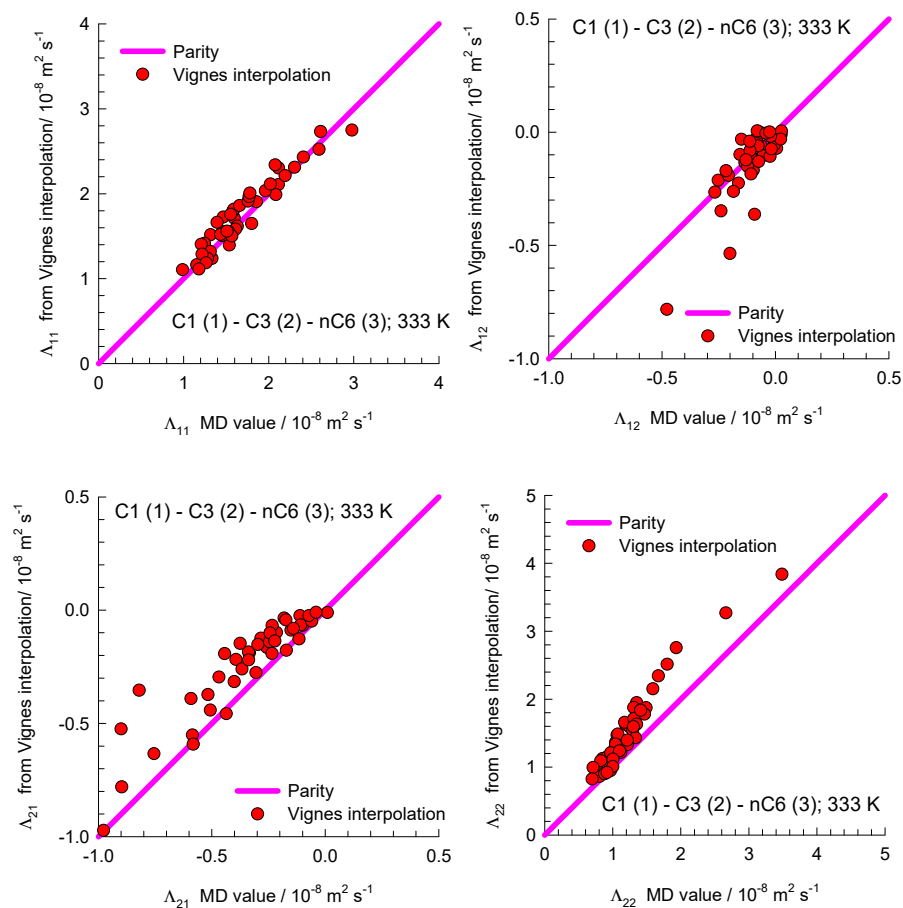 4
3
2
1
0
0
1
2
3
4
Λ11 from Vignes interpolation/ 10-8 m2 s-1
Parity
Vignes interpolation
C1 (1) - C3 (2) - nC6 (3); 333 K
Λ11 MD value / 10-8 m2 s-1
0.5
0.0
-0.5
-1.0
-1.0
-0.5
0.0
0.5
Λ12 from Vignes interpolation/ 10-8 m2 s-1
C1 (1) - C3 (2) - nC6 (3); 333 K
Parity
Vignes interpolation
Λ12 MD value / 10-8 m2 s-1
0.5
0.0
-0.5
-1.0
-1.0
-0.5
0.0
0.5
Λ21 from Vignes interpolation/ 10-8 m2 s-1
C1 (1) - C3 (2) - nC6 (3); 333 K
Parity
Vignes interpolation
Λ21 MD value / 10-8 m2 s-1
5
4
3
2
1
0
0
1
2
3
4
5
Λ22 from Vignes interpolation/ 10-8 m2 s-1
Parity
Vignes interpolation
C1 (1) - C3 (2) - nC6 (3); 333 K
Λ22 MD value / 10-8 m2 s-1